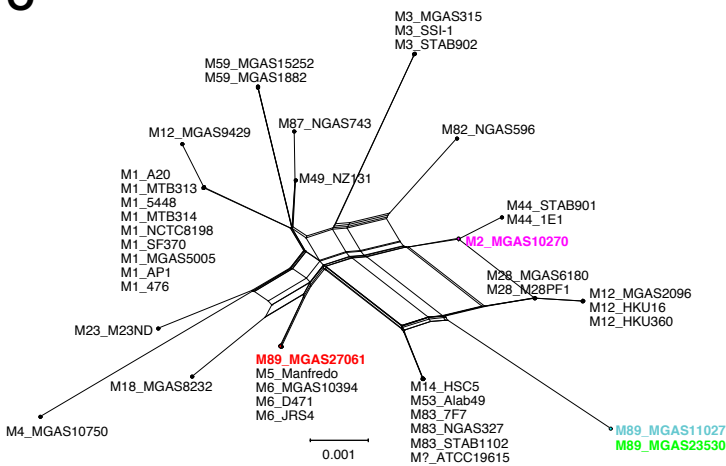 M3_MGAS315
M3_SSI-1
M3_STAB902
M59_MGAS15252
M59_MGAS1882
M87_NGAS743
M12_MGAS9429
M82_NGAS596
M1_A20
M1_MTB313
M1_5448
M1_MTB314
M1_NCTC8198
M1_SF370
M1_MGAS5005
M1_AP1
M1_476
M49_NZ131
M44_STAB901
M44_1E1
M2_MGAS10270
M28_MGAS6180
M28_M28PF1
M12_MGAS2096
M12_HKU16
M12_HKU360
M23_M23ND
M18_MGAS8232
M4_MGAS10750
M89_MGAS27061
M5_Manfredo
M6_MGAS10394
M6_D471
M6_JRS4
M14_HSC5
M53_Alab49
M83_7F7
M83_NGAS327
M83_STAB1102
M?_ATCC19615
M89_MGAS11027
M89_MGAS23530
0.001